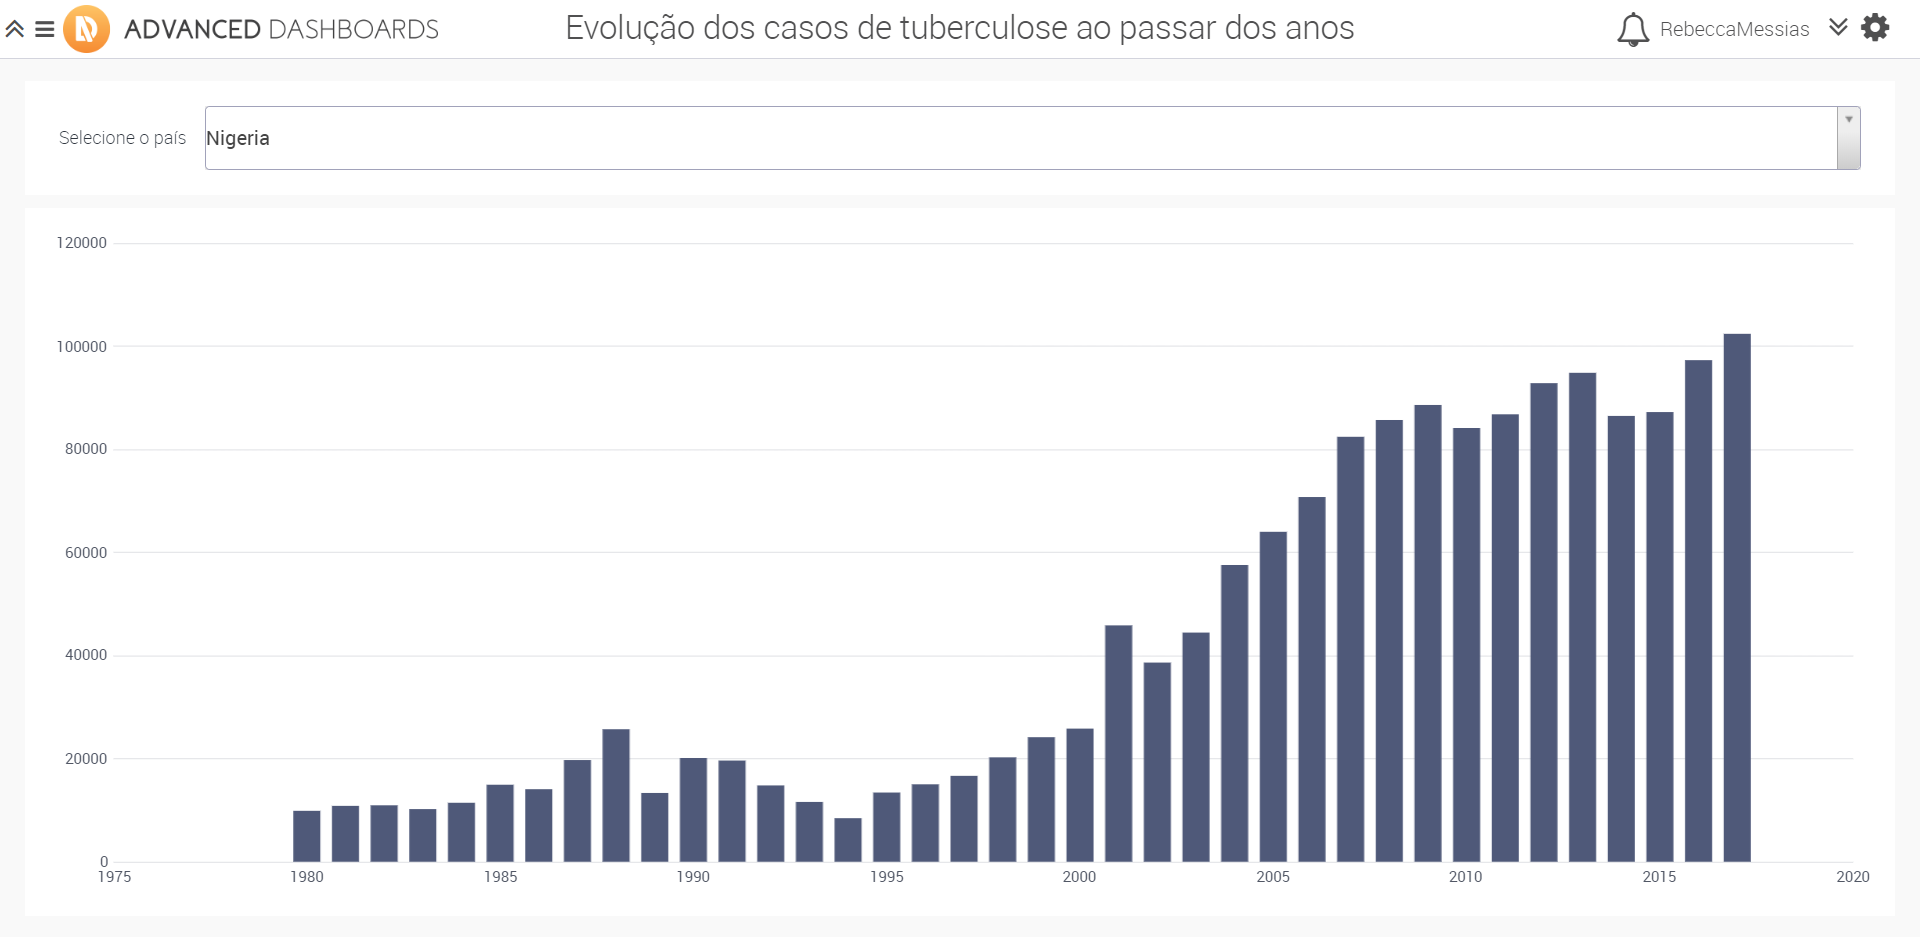 ADVANCED DASHBOARDS
Evolução dos casos de tuberculose ao passar dos anos
RebeccaMessias
Selecione o país
Nigeria
120000
100000
80000
60000
40000
20000
0
1975 1980 1985 1990 1995 2000 2005 2010 2015 2020